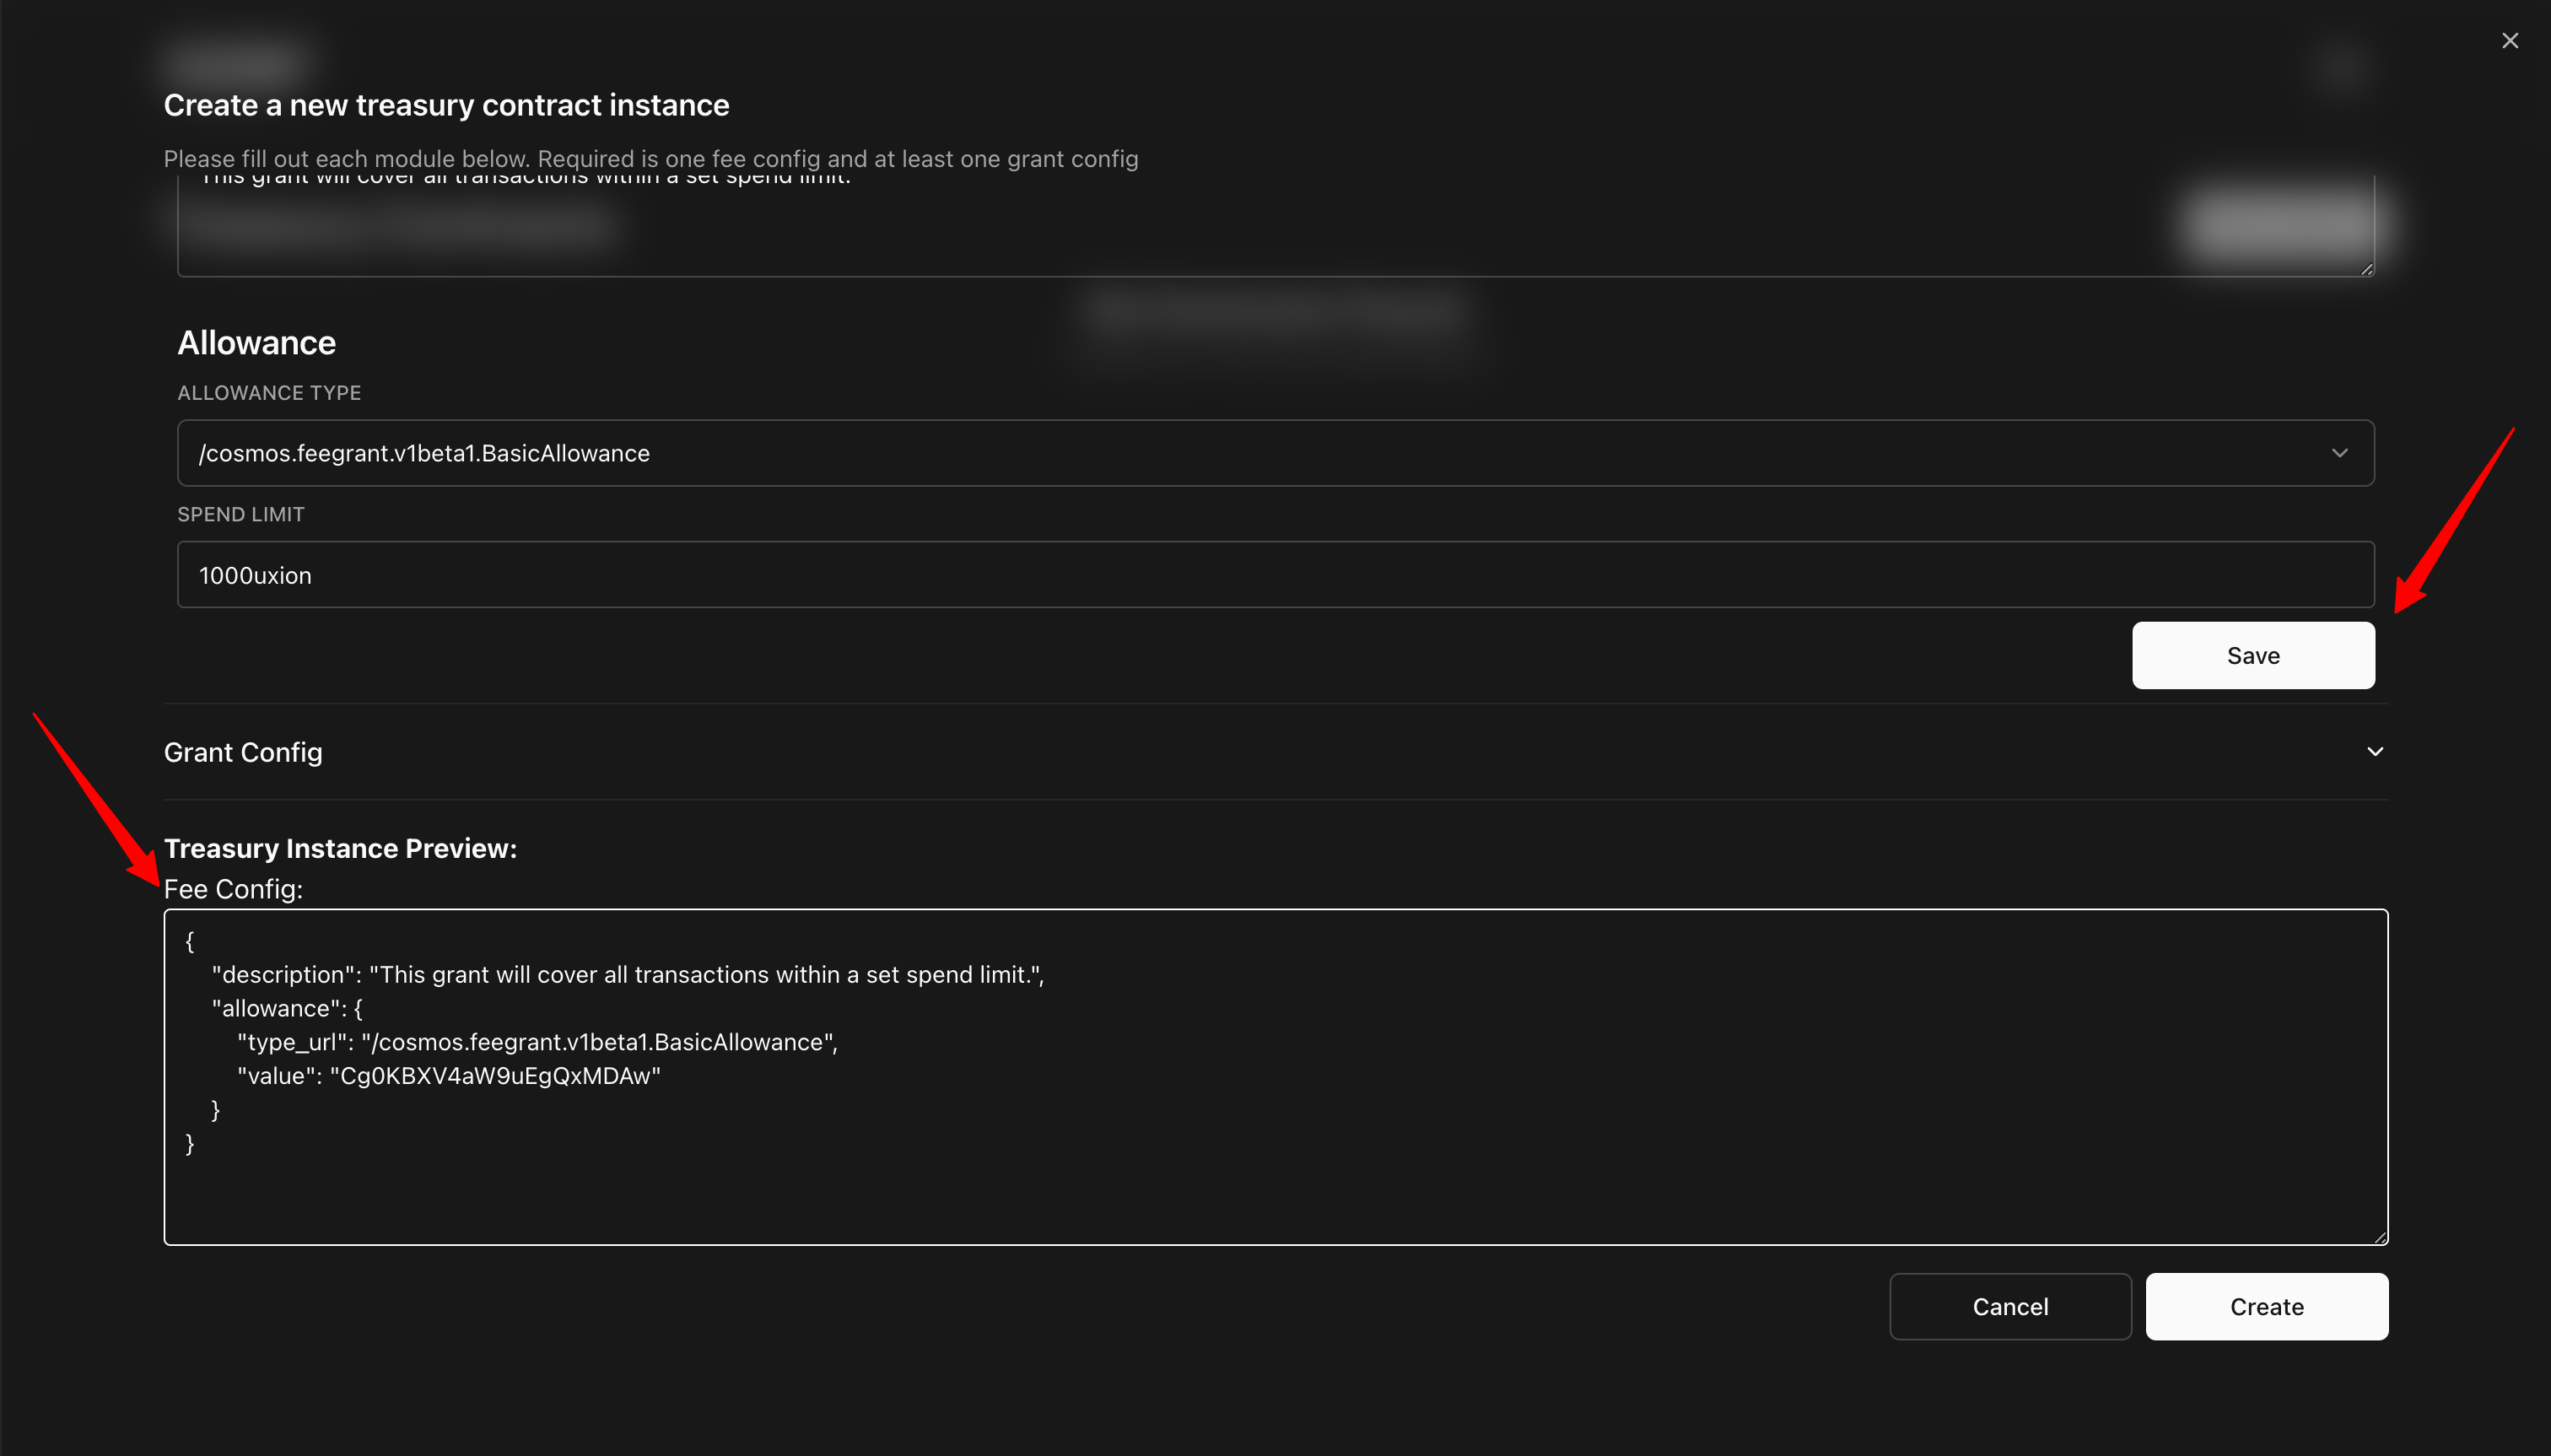 Create a new treasury contract instance
Please fill out each module below. Required is one fee config and at least one grant config
This grant will cover all transactions within a set spend limit.
Allowance
ALLOWANCE TYPE
/cosmos.feegrant.v1beta1.BasicAllowance
SPEND LIMIT
1000uxion
Save
Grant Config
Treasury Instance Preview:
Fee Config:
{
"description": "This grant will cover all transactions within a set spend limit.",
"allowance": {
"type_url": "/cosmos.feegrant.v1beta1.BasicAllowance",
"value": "Cg0KBXV4aW9uEgQxMDAw"
}
}
Cancel
Create